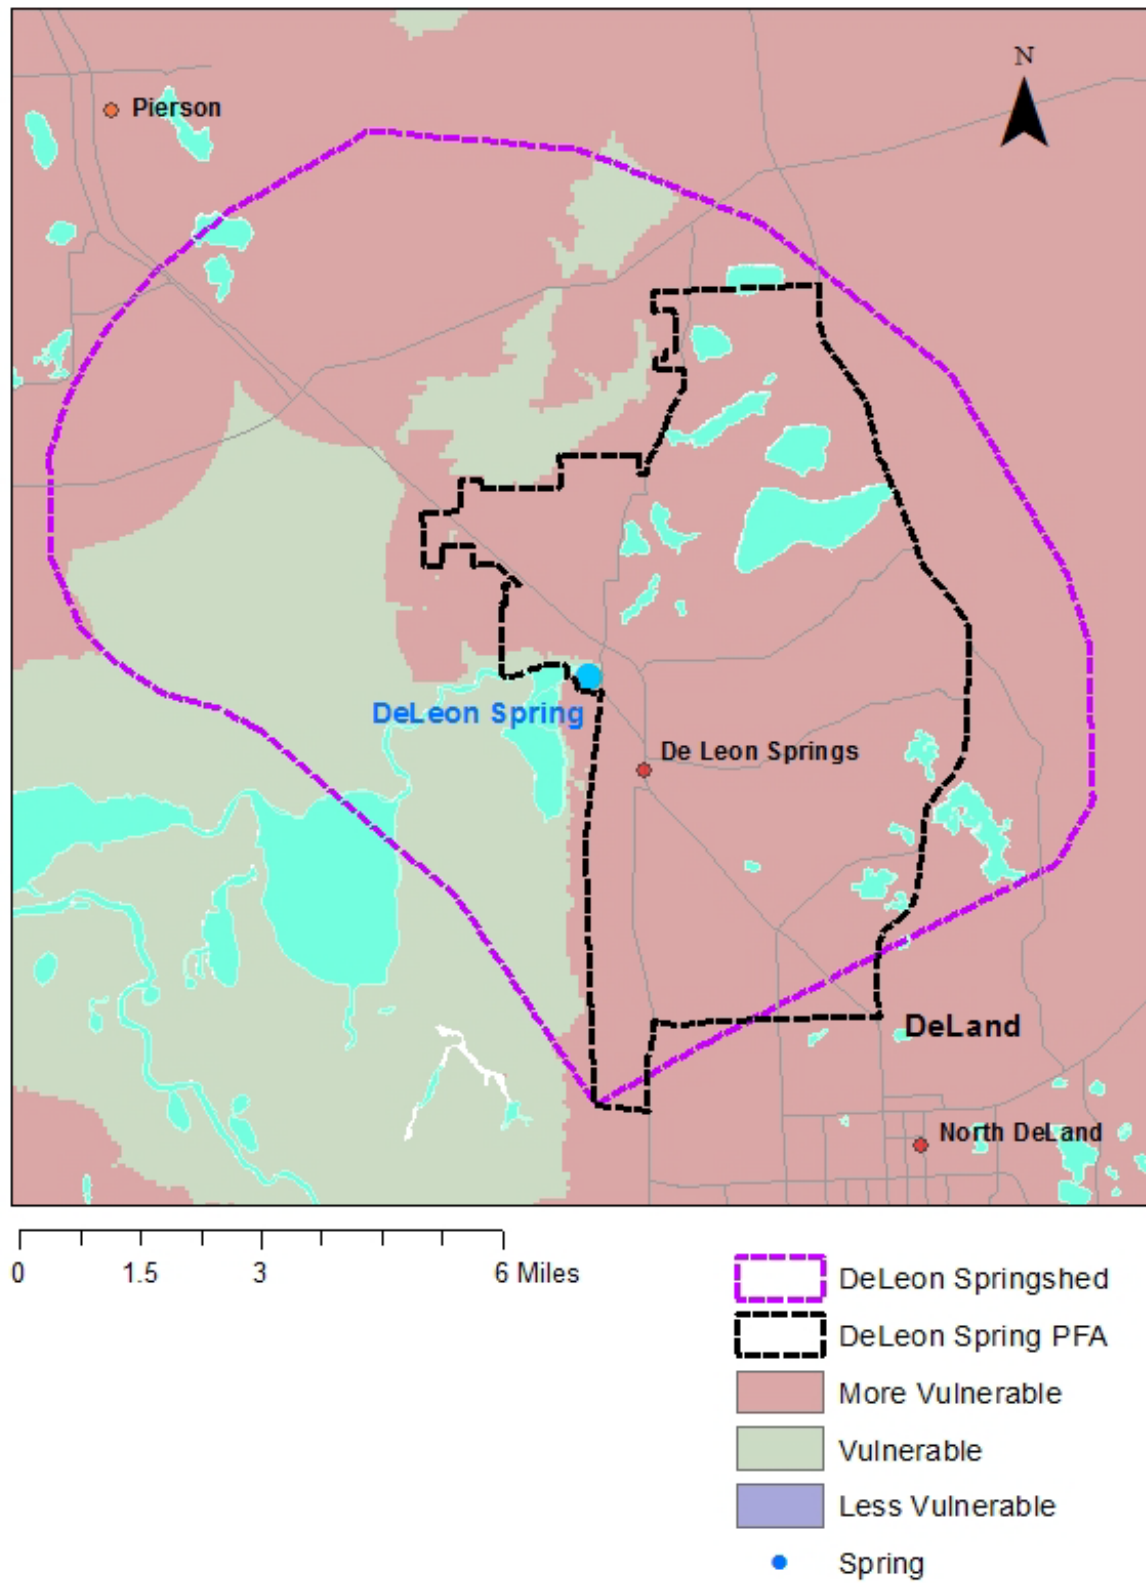 N
Pierson
DeLeon Spring
De Leon Springs
DeLand
North DeLand
0 1.5 3 6 Miles
DeLeon Springshed
DeLeon Spring PFA
More Vulnerable
Vulnerable
Less Vulnerable
Spring